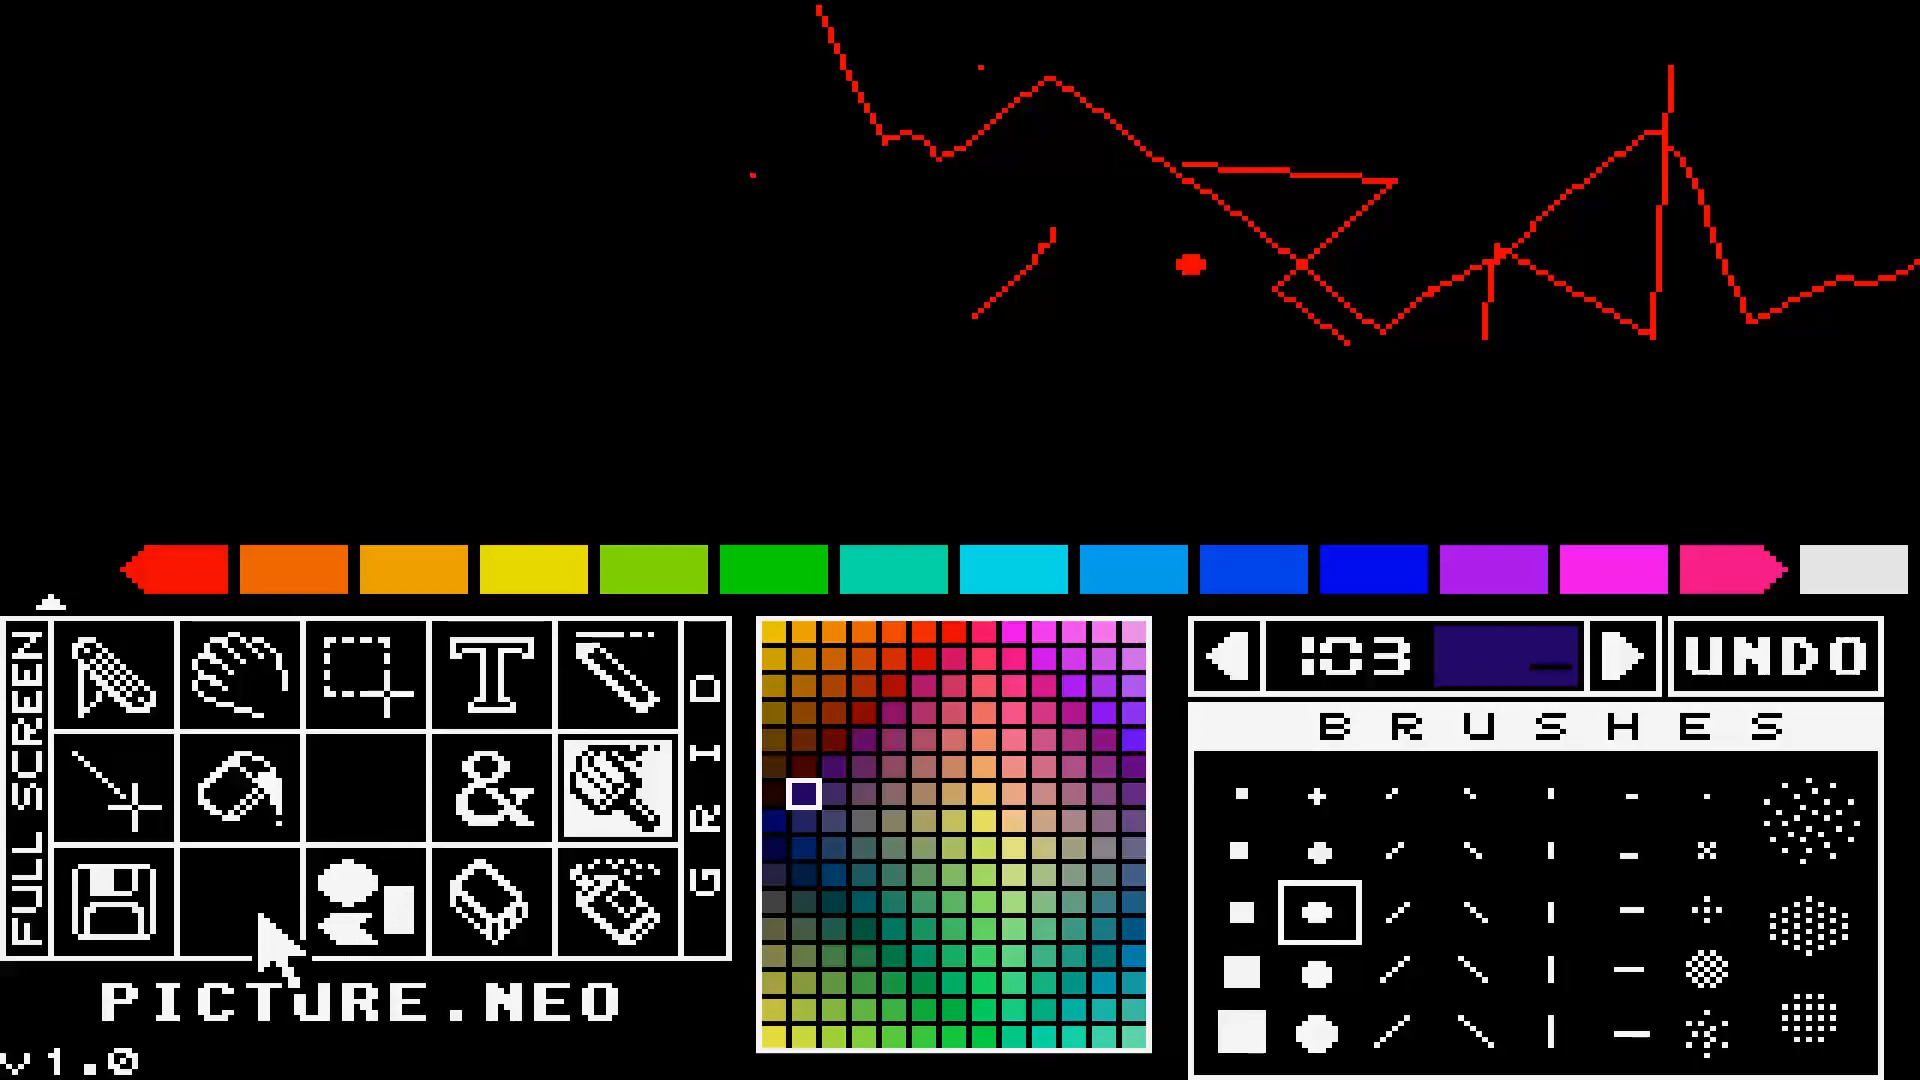 FULL SCREEN
T
&
GRID
103
UNDO
BRUSHES
PICTURE.NEO
v1.0